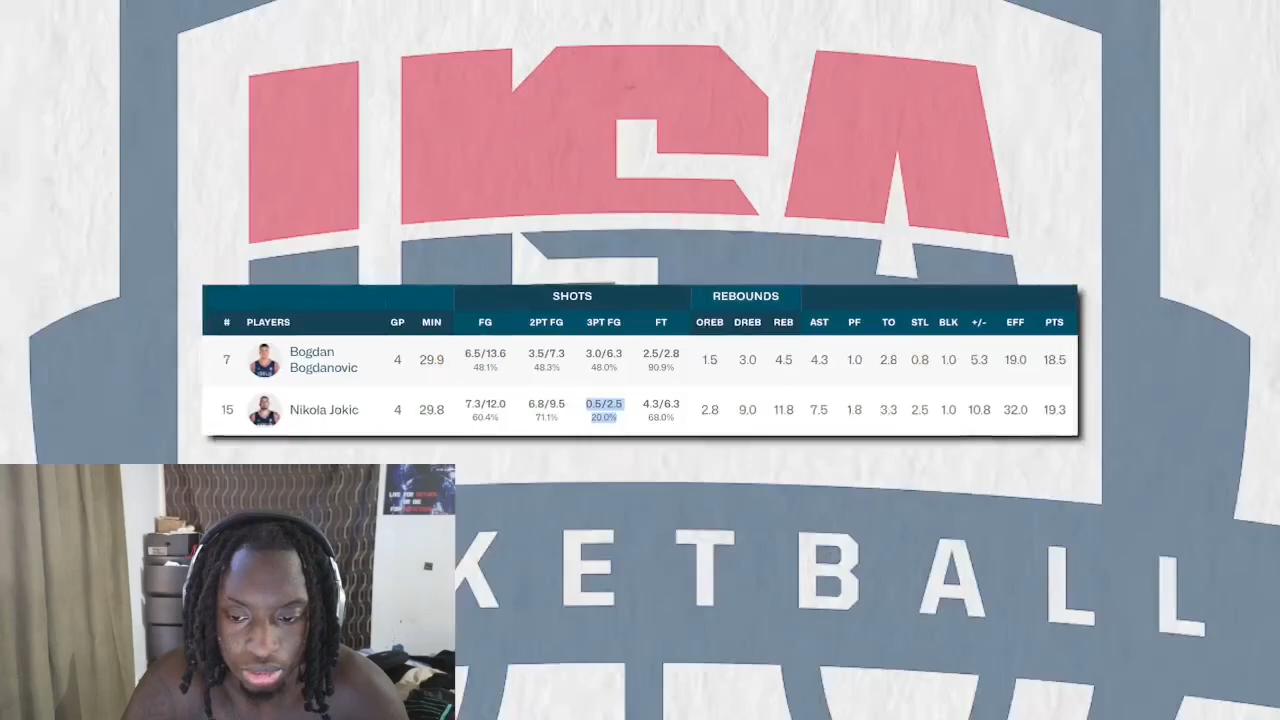 USA
SHOTS REBOUNDS
# PLAYERS GP MIN FG 2PT FG 3PT FG FT OREB DREB REB AST PF TO STL BLK +/- EFF PTS
7 Bogdan Bogdanovic 4 29.9 6.5/13.6 48.1% 3.5/7.3 48.3% 3.0/6.3 48.0% 2.5/2.8 90.9% 1.5 3.0 4.5 4.3 1.0 2.8 0.8 1.0 5.3 19.0 18.5
15 Nikola Jokic 4 29.8 7.3/12.0 60.4% 6.8/9.5 71.1% 0.5/2.5 20.0% 4.3/6.3 68.0% 2.8 9.0 11.8 7.5 1.8 3.3 2.5 1.0 10.8 32.0 19.3
LIVE FOR
OR DIE
FOR
KETBALL